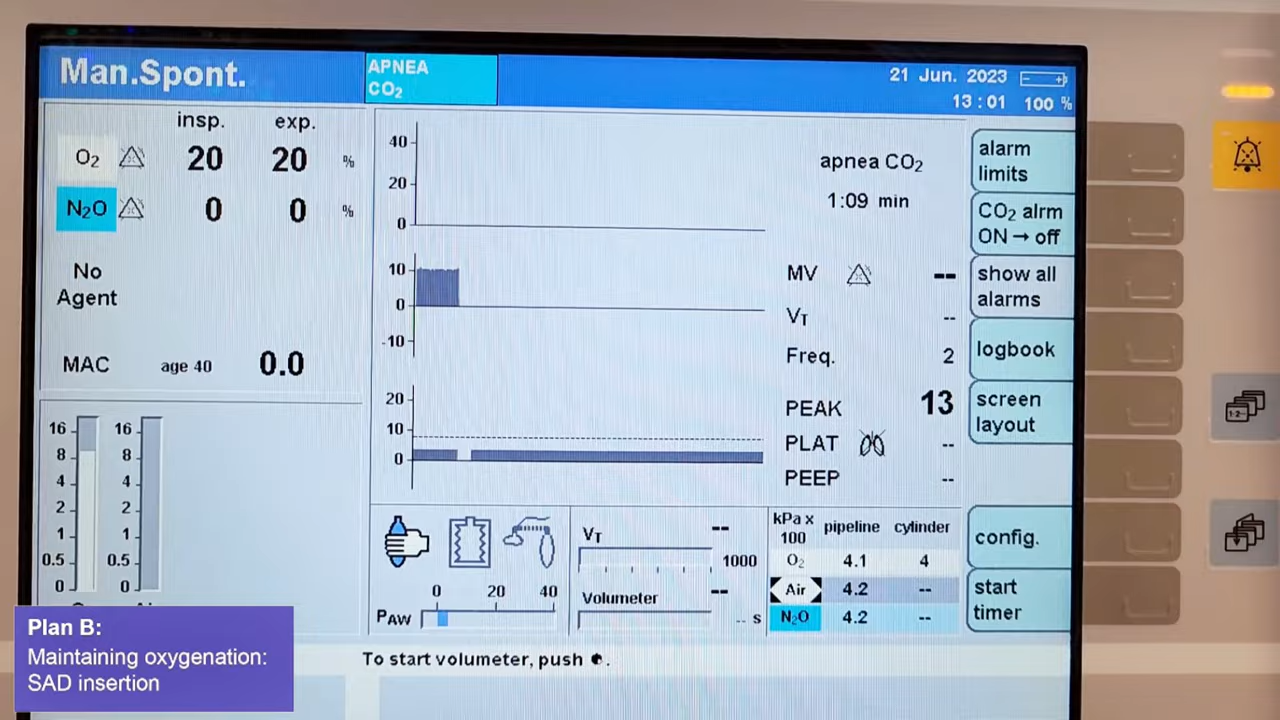 Man.Spont.
APNEA
CO₂
21 Jun. 2023
13:01 100 %
insp. exp.
O₂ 20 20 %
N₂O 0 0 %
No
Agent
MAC age 40 0.0
16 16
8 8
4 4
2 2
1 1
0.5 0.5
0 0
40
20
0
apnea CO₂
1:09 min
10
0
-10
20
10
0
MV --
VT --
Freq. 2
PEAK 13
PLAT --
PEEP --
alarm
limits
CO₂ alrm
ON → off
show all
alarms
logbook
screen
layout
config.
start
timer
0 20 40
PAW
VT --
1000
Volumeter --
-- s
kPa x
100 pipeline cylinder
O₂ 4.1 4
Air 4.2 --
N₂O 4.2 --
To start volumeter, push
Plan B:
Maintaining oxygenation:
SAD insertion